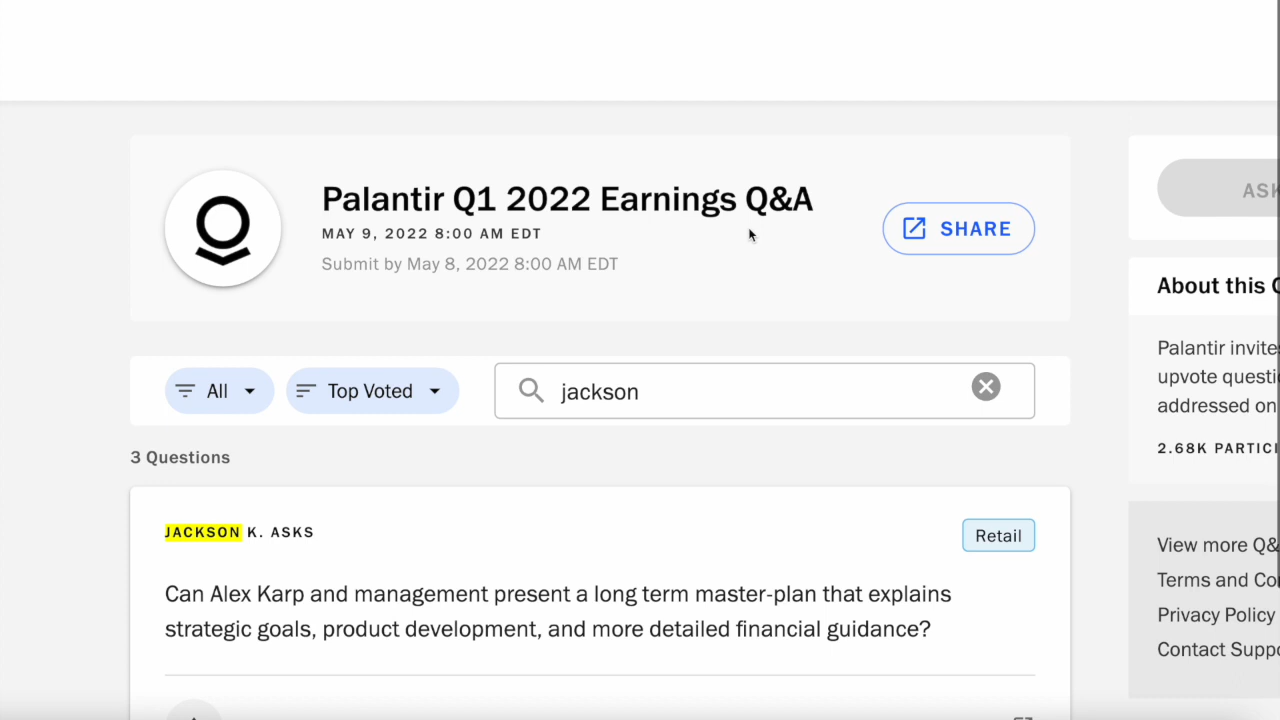 Palantir Q1 2022 Earnings Q&A
MAY 9, 2022 8:00 AM EDT
Submit by May 8, 2022 8:00 AM EDT
SHARE
All
Top Voted
jackson
3 Questions
JACKSON K. ASKS
Retail
Can Alex Karp and management present a long term master-plan that explains
strategic goals, product development, and more detailed financial guidance?
ASK
About this
Palantir invite
upvote questi
addressed on
2.68K PARTICI
View more Q&
Terms and Co
Privacy Policy
Contact Supp